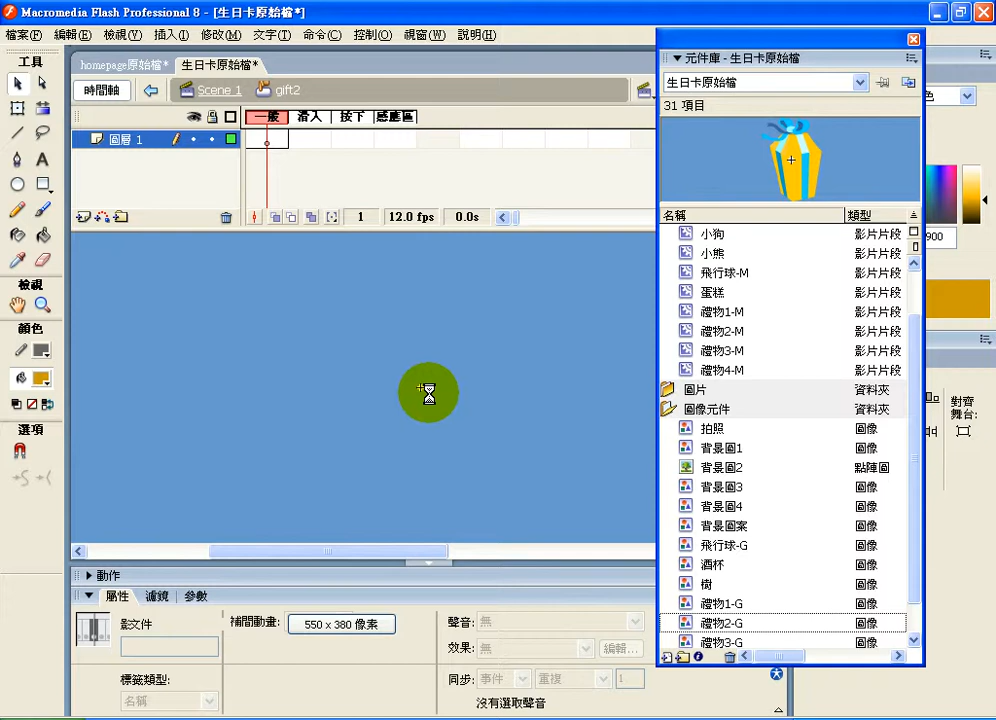 Macromedia Flash Professional 8 - [生日卡原始檔*]
檔案(F) 編輯(E) 檢視(V) 插入(I) 修改(M) 文字(T) 命令(C) 控制(O) 視窗(W) 說明(H)
工具
homepage原始檔* 生日卡原始檔*
時間軸 Scene 1 gift2
一般 滑入 按下 感應區
圖層 1
1 12.0 fps 0.0s
檢視
顏色
選項
動作
屬性 濾鏡 參數
影文件
補間動畫: 550 x 380 像素
標籤類型:
名稱
聲音: 無
效果: 無 編輯...
同步: 事件 重複 1
沒有選取聲音
元件庫 - 生日卡原始檔
生日卡原始檔
31 項目
名稱 類型
小狗 影片片段
小熊 影片片段
飛行球-M 影片片段
蛋糕 影片片段
禮物1-M 影片片段
禮物2-M 影片片段
禮物3-M 影片片段
禮物4-M 影片片段
圖片 資料夾
圖像元件 資料夾
拍照 圖像
背景圖1 圖像
背景圖2 點陣圖
背景圖3 圖像
背景圖4 圖像
背景圖案 圖像
飛行球-G 圖像
酒杯 圖像
樹 圖像
禮物1-G 圖像
禮物2-G 圖像
禮物3-G 圖像
色
900
對齊
舞台: